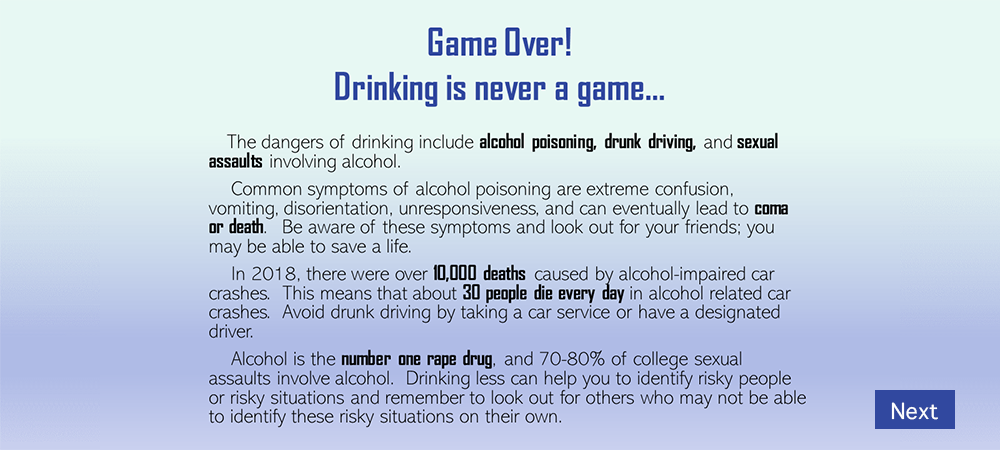 Game Over!
Drinking is never a game...
The dangers of drinking include alcohol poisoning, drunk driving, and sexual
assaults involving alcohol.
Common symptoms of alcohol poisoning are extreme confusion,
vomiting, disorientation, unresponsiveness, and can eventually lead to coma
or death. Be aware of these symptoms and look out for your friends; you
may be able to save a life.
In 2018, there were over 10,000 deaths caused by alcohol-impaired car
crashes. This means that about 30 people die every day in alcohol related car
crashes. Avoid drunk driving by taking a car service or have a designated
driver.
Alcohol is the number one rape drug, and 70-80% of college sexual
assaults involve alcohol. Drinking less can help you to identify risky people
or risky situations and remember to look out for others who may not be able
to identify these risky situations on their own.
Next